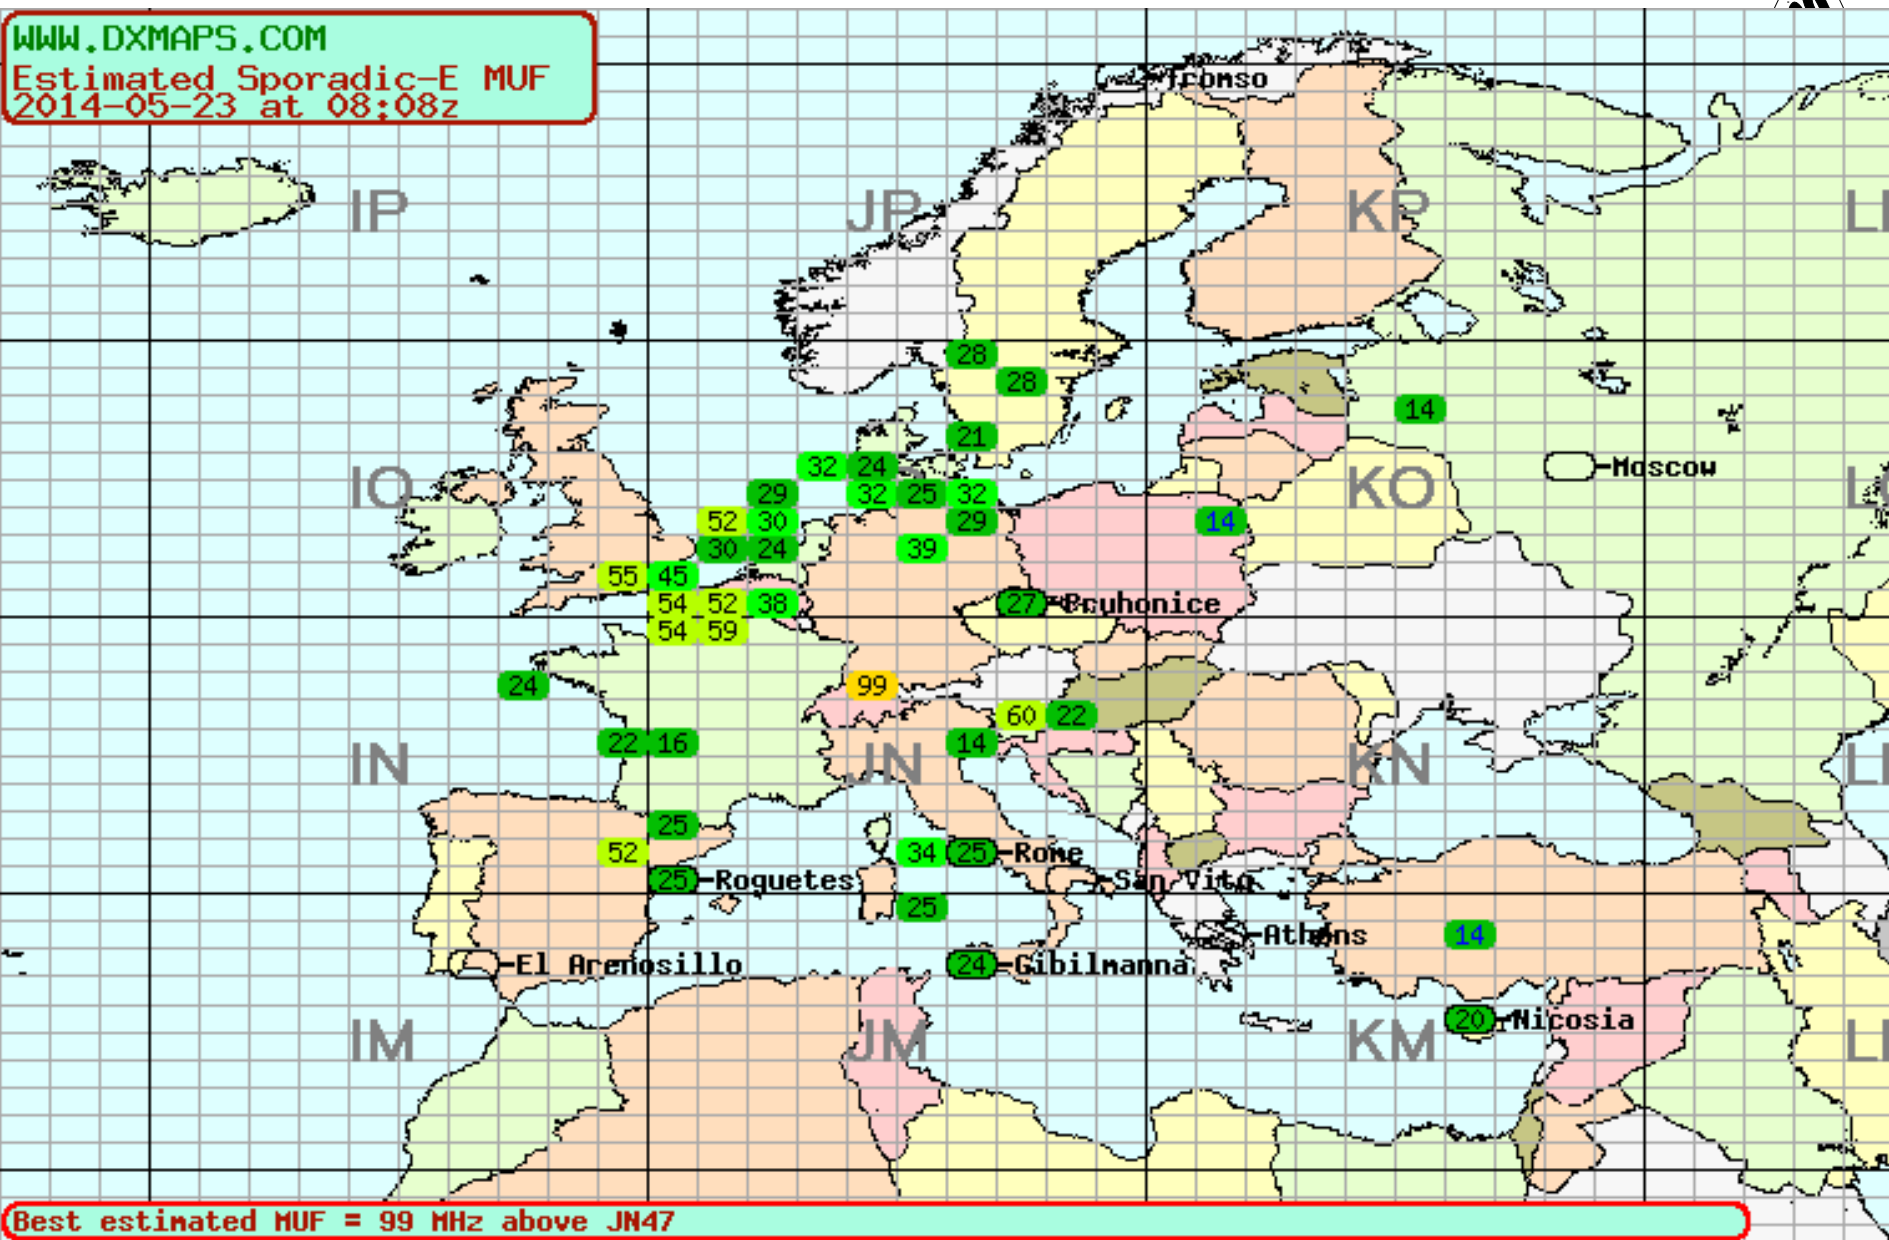 WWW.DXMAPS.COM
Estimated Sporadic-E MUF
2014-05-23 at 08:08z
Tromso
IP JP KP
28
28
14
21
32 24 Moscow
IO KO
29 32 25 32
52 30 29 14
30 24 39
55 45
54 52 38 27 Pruhonice
54 59
24 99
60 22
22 16 14
IN JN KN
25
52 34 25 Rome
25 Roquetes San Vito
25
14 Athens
El Arenosillo 24 Gibilmanna
20 Nicosia
IM JM KM
Best estimated MUF = 99 MHz above JN47